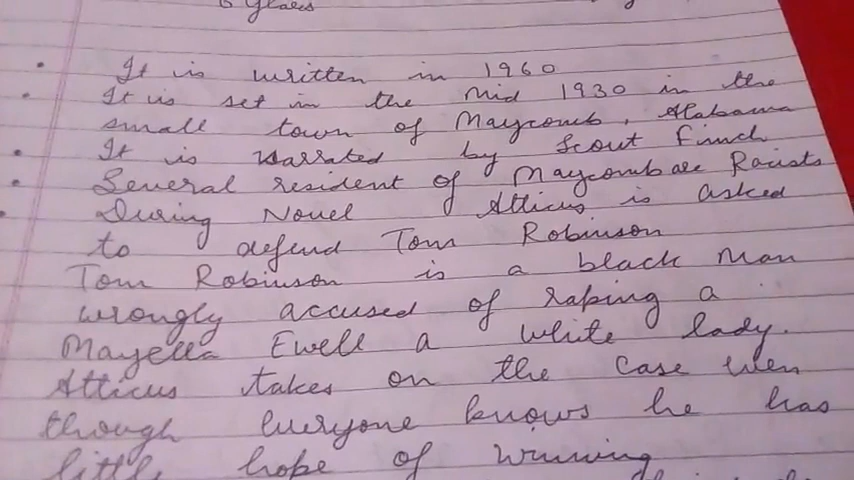 6 years
It is written in 1960
It is set in the Mid 1930 in the
small town of Maycomb, Alabama
It is Narrated by Scout Finch
Several resident of Maycomb are Racists
During Novel Atticus is asked
to defend Tom Robinson
Tom Robinson is a black Man
wrongly accused of raping a
Mayella Ewell a white lady.
Atticus takes on the case even
though Everyone knows he has
little hope of winning